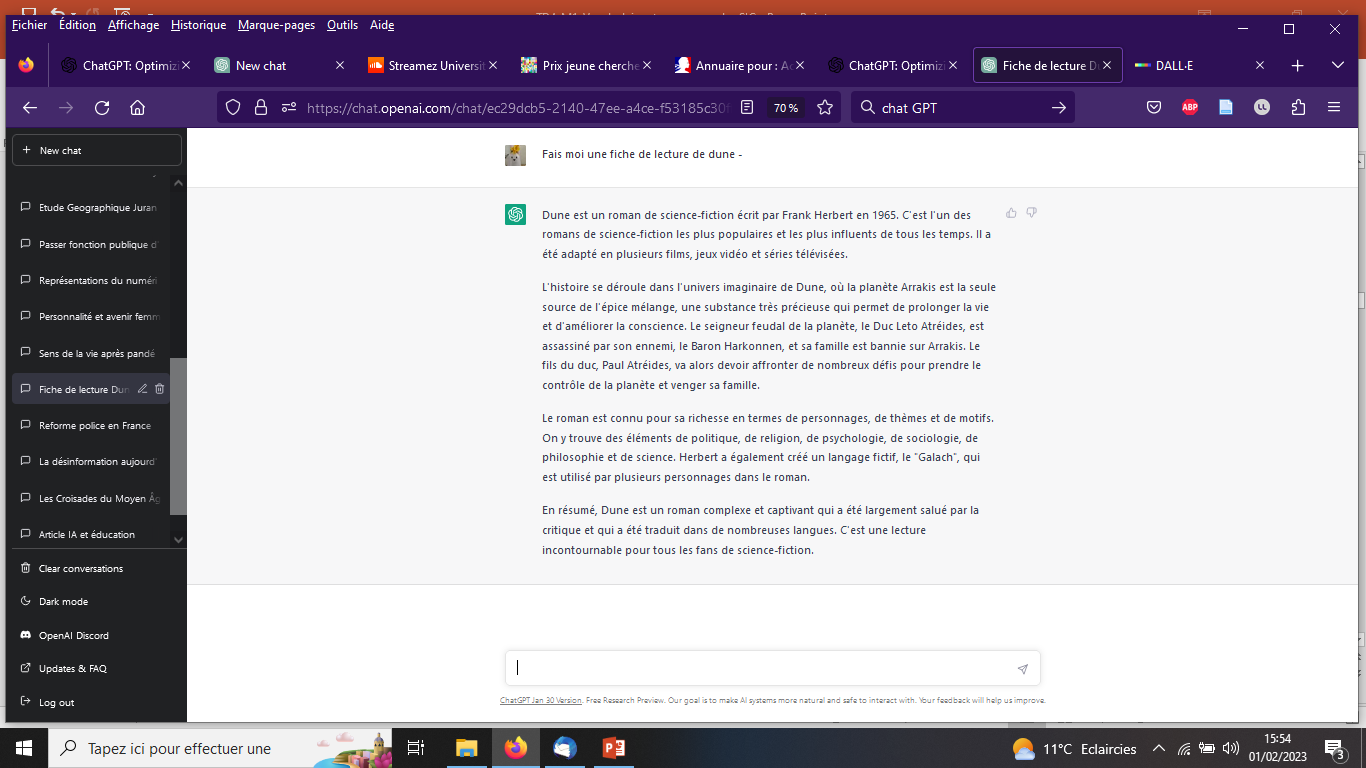 Fichier Édition Affichage Historique Marque-pages Outils Aide
ChatGPT: Optimizi
New chat
Streamez Universit
Prix jeune cherche
Annuaire pour : Ac
ChatGPT: Optimizi
Fiche de lecture Du
DALL·E
https://chat.openai.com/chat/ec29dcb5-2140-47ee-a4ce-f53185c30f
70 %
chat GPT
ABP
LL
New chat
Etude Geographique Juran
Passer fonction publique d'
Représentations du numéri
Personnalité et avenir femm
Sens de la vie après pandé
Fiche de lecture Dun
Reforme police en France
La désinformation aujourd'
Les Croisades du Moyen Âg
Article IA et éducation
Clear conversations
Dark mode
OpenAI Discord
Updates & FAQ
Log out
Fais moi une fiche de lecture de dune -
Dune est un roman de science-fiction écrit par Frank Herbert en 1965. C'est l'un des
romans de science-fiction les plus populaires et les plus influents de tous les temps. Il a
été adapté en plusieurs films, jeux vidéo et séries télévisées.
L'histoire se déroule dans l'univers imaginaire de Dune, où la planète Arrakis est la seule
source de l'épice mélange, une substance très précieuse qui permet de prolonger la vie
et d'améliorer la conscience. Le seigneur feudal de la planète, le Duc Leto Atréides, est
assassiné par son ennemi, le Baron Harkonnen, et sa famille est bannie sur Arrakis. Le
fils du duc, Paul Atréides, va alors devoir affronter de nombreux défis pour prendre le
contrôle de la planète et venger sa famille.
Le roman est connu pour sa richesse en termes de personnages, de thèmes et de motifs.
On y trouve des éléments de politique, de religion, de psychologie, de sociologie, de
philosophie et de science. Herbert a également créé un langage fictif, le "Galach", qui
est utilisé par plusieurs personnages dans le roman.
En résumé, Dune est un roman complexe et captivant qui a été largement salué par la
critique et qui a été traduit dans de nombreuses langues. C'est une lecture
incontournable pour tous les fans de science-fiction.
ChatGPT Jan 30 Version. Free Research Preview. Our goal is to make AI systems more natural and safe to interact with. Your feedback will help us improve.
Tapez ici pour effectuer une
11°C Eclaircies
15:54
01/02/2023
3